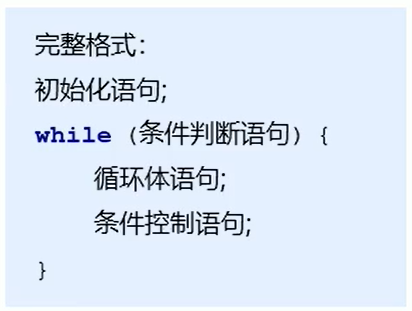 完整格式：
初始化语句;
while (条件判断语句) {
循环体语句;
条件控制语句;
}